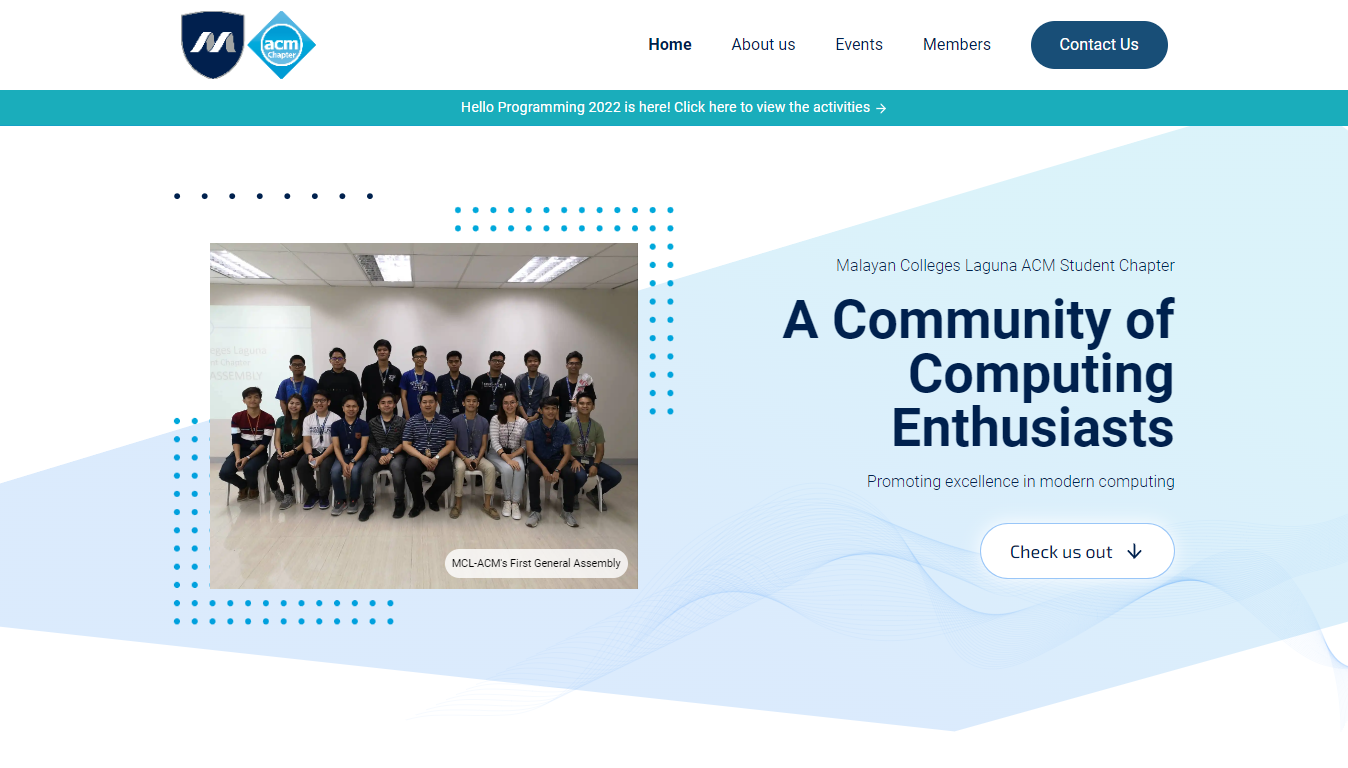 acm
Chapter
Home
About us
Events
Members
Contact Us
Hello Programming 2022 is here! Click here to view the activities →
Malayan Colleges Laguna ACM Student Chapter
A Community of
Computing
Enthusiasts
Promoting excellence in modern computing
Check us out
eges Laguna
Chapter
ASSEMBLY
MCL-ACM's First General Assembly